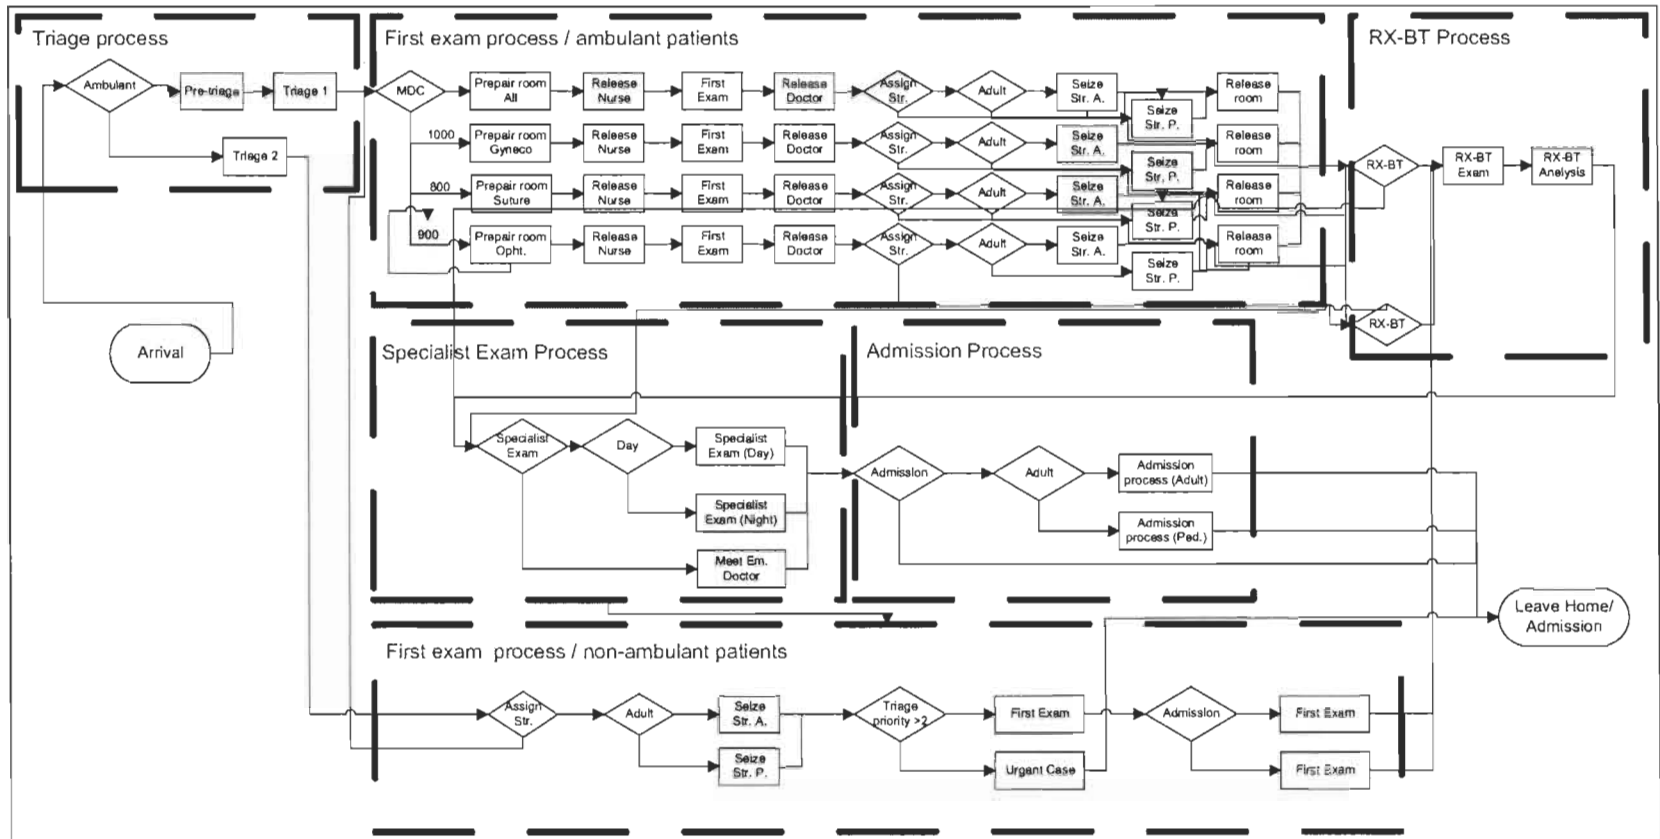 Triage process
Ambulant
Pre-triage
Triage 1
Triage 2
Arrival
First exam process / ambulant patients
MDC
Prepair room
All
Release
Nurse
First
Exam
Release
Doctor
Assign
Str.
Adult
Seize
Str. A.
Seize
Str. P.
Release
room
1000
Prepair room
Gyneco
Release
Nurse
First
Exam
Release
Doctor
Assign
Str.
Adult
Seize
Str. A.
Seize
Str. P.
Release
room
800
Prepair room
Suture
Release
Nurse
First
Exam
Release
Doctor
Assign
Str.
Adult
Seize
Str. A.
Seize
Str. P.
Release
room
900
Prepair room
Opht.
Release
Nurse
First
Exam
Release
Doctor
Assign
Str.
Adult
Seize
Str. A.
Seize
Str. P.
Release
room
RX-BT Process
RX-BT
RX-BT
Exam
RX-BT
Analysis
RX-BT
Specialist Exam Process
Specialist
Exam
Day
Specialist
Exam (Day)
Specialist
Exam (Night)
Meet Em.
Doctor
Admission Process
Admission
Adult
Admission
process (Adult)
Admission
process (Ped.)
Leave Home/
Admission
First exam process / non-ambulant patients
Assign
Str.
Adult
Seize
Str. A.
Seize
Str. P.
Triage
priority >2
First Exam
Urgent Case
Admission
First Exam
First Exam